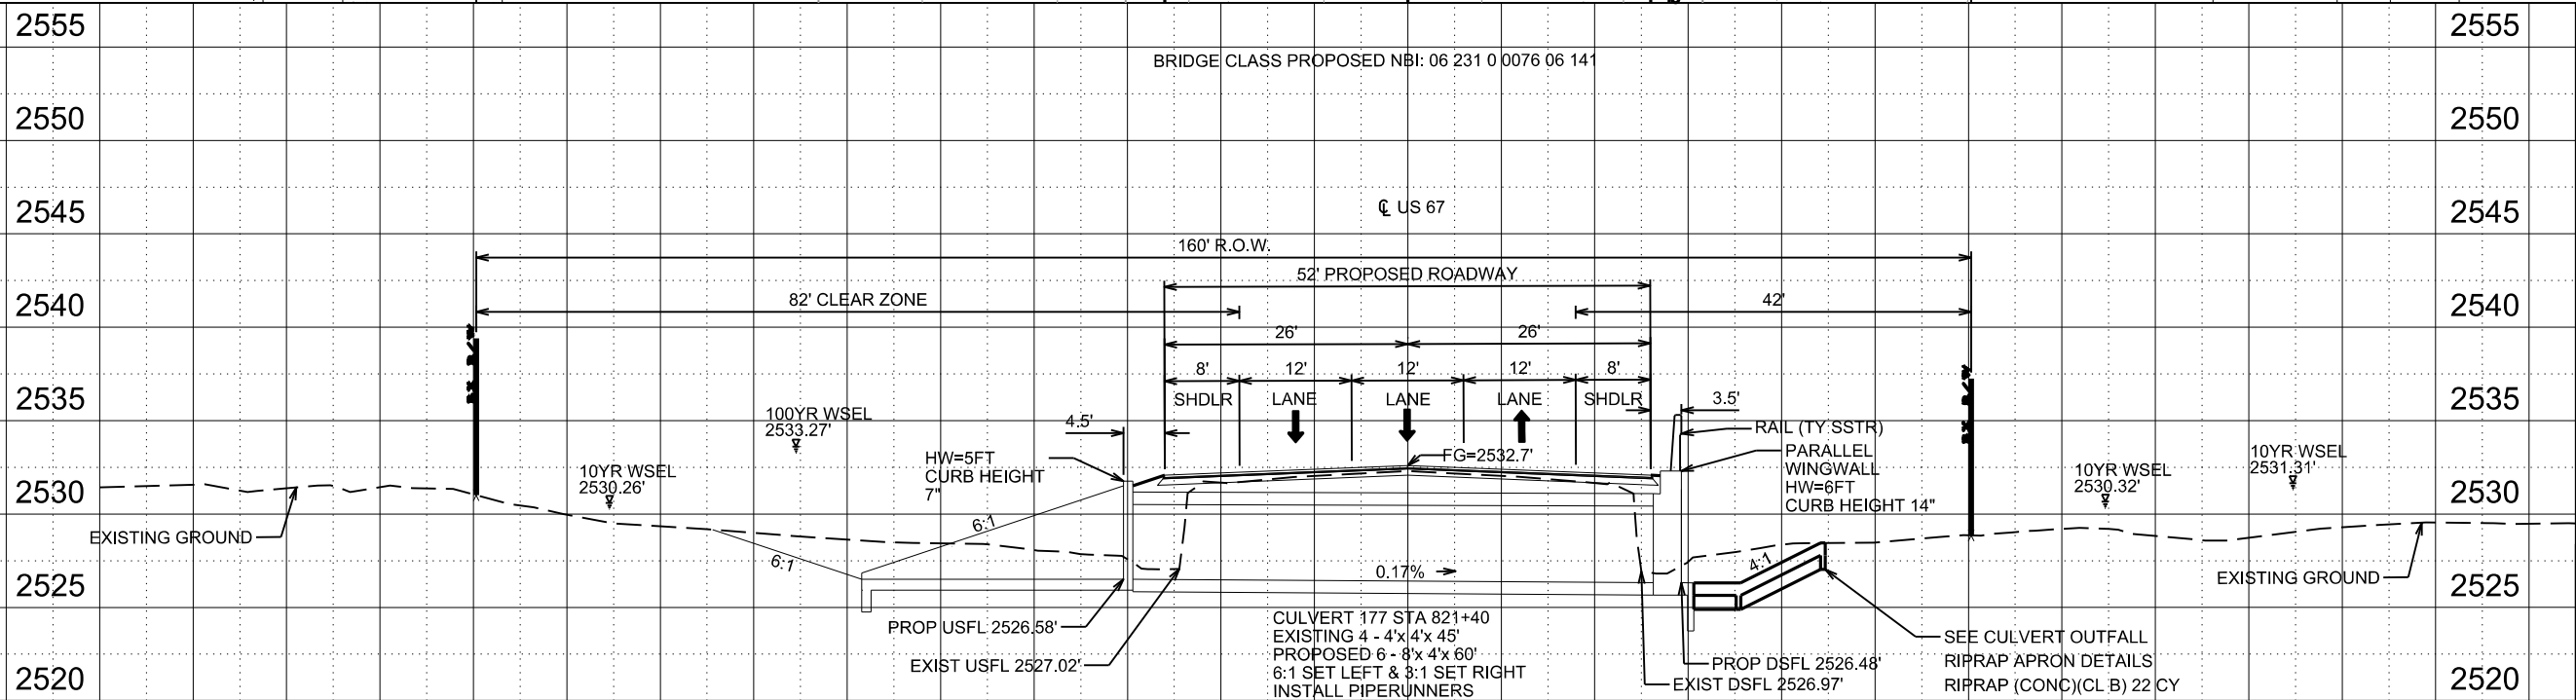 2555
2555
BRIDGE CLASS PROPOSED NBI: 06 231 0 0076 06 141
2550
2550
2545
℄ US 67
2545
160' R.O.W.
52' PROPOSED ROADWAY
2540
82' CLEAR ZONE
42'
2540
26'
26'
8'
12'
12'
12'
8'
2535
SHDLR
LANE
LANE
LANE
SHDLR
3.5'
2535
100YR WSEL
2533.27'
4.5'
RAIL (TY SSTR)
HW=5FT
CURB HEIGHT
7"
FG=2532.7'
PARALLEL
WINGWALL
HW=6FT
CURB HEIGHT 14"
10YR WSEL
2530.26'
10YR WSEL
2530.32'
10YR WSEL
2531.31'
2530
2530
EXISTING GROUND
6:1
6:1
0.17%
4:1
EXISTING GROUND
2525
2525
PROP USFL 2526.58'
EXIST USFL 2527.02'
CULVERT 177 STA 821+40
EXISTING 4 - 4'x 4'x 45'
PROPOSED 6 - 8'x 4'x 60'
6:1 SET LEFT & 3:1 SET RIGHT
INSTALL PIPERUNNERS
PROP DSFL 2526.48'
EXIST DSFL 2526.97'
SEE CULVERT OUTFALL
RIPRAP APRON DETAILS
RIPRAP (CONC)(CL B) 22 CY
2520
2520